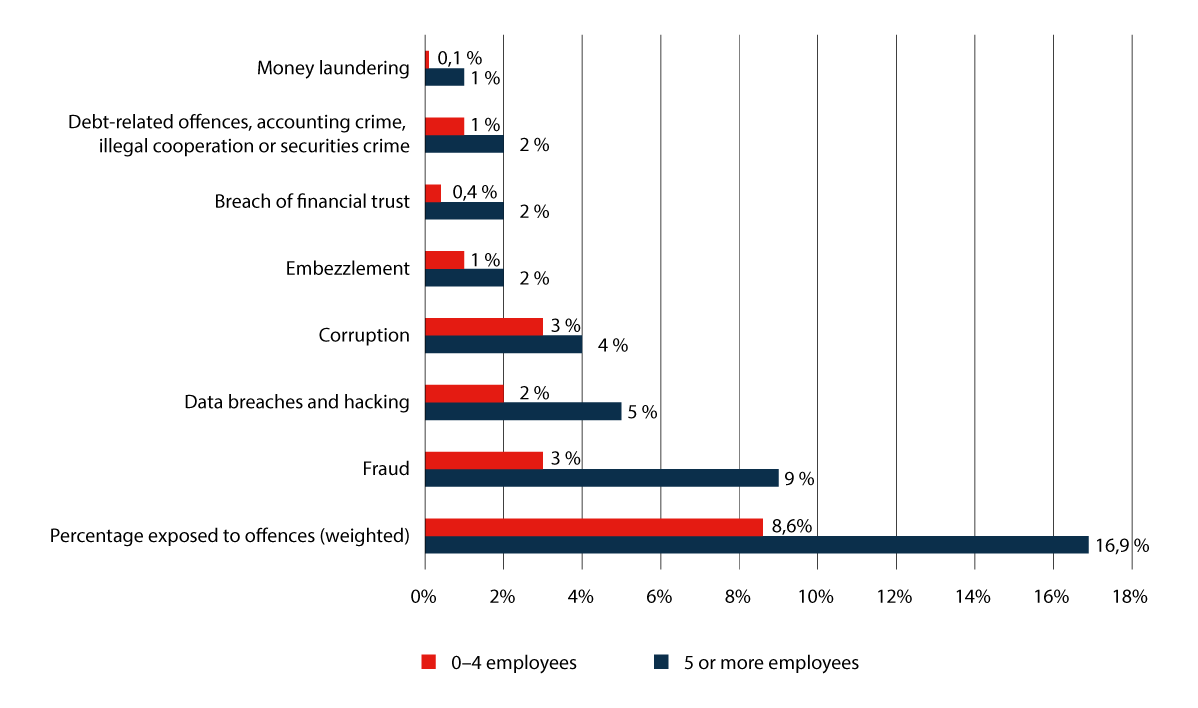 Money laundering
0,1 %
1 %
Debt-related offences, accounting crime,
illegal cooperation or securities crime
1 %
2 %
Breach of financial trust
0,4 %
2 %
Embezzlement
1 %
2 %
Corruption
3 %
4 %
Data breaches and hacking
2 %
5 %
Fraud
3 %
9 %
Percentage exposed to offences (weighted)
8,6%
16,9 %
0% 2% 4% 6% 8% 10% 12% 14% 16% 18%
0–4 employees 5 or more employees